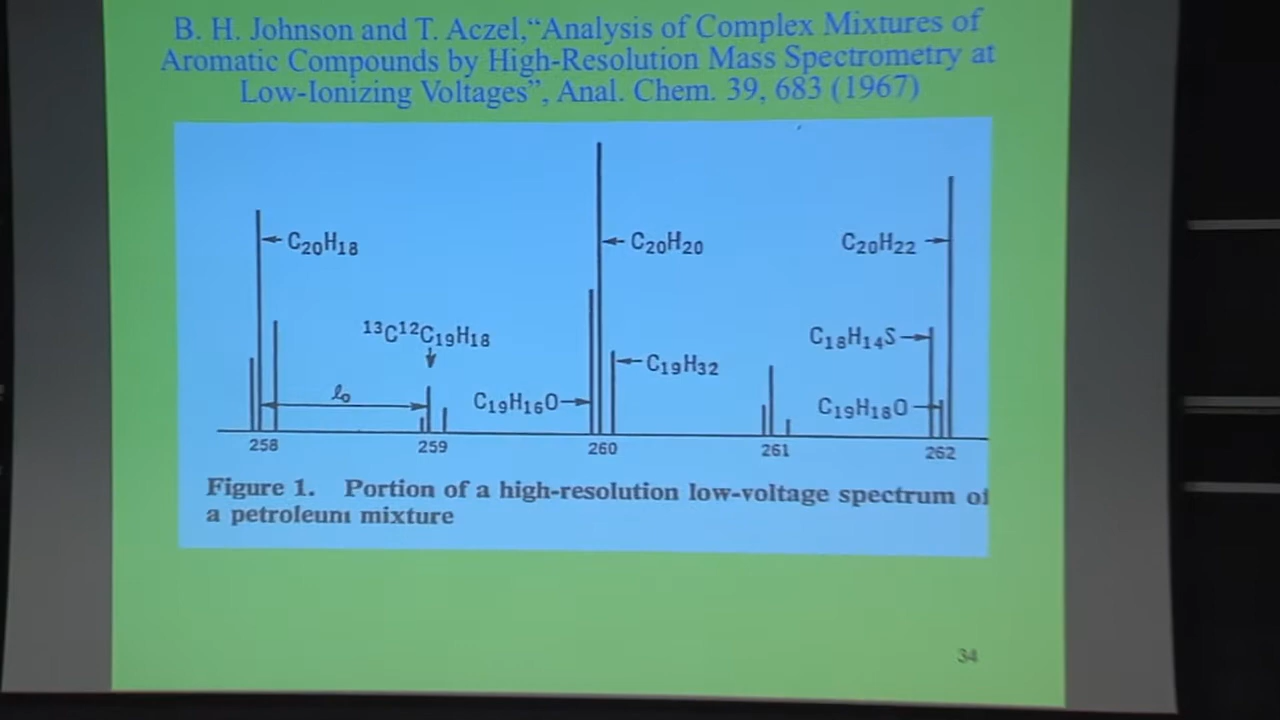 B. H. Johnson and T. Aczel,“Analysis of Complex Mixtures of
Aromatic Compounds by High-Resolution Mass Spectrometry at
Low-Ionizing Voltages”, Anal. Chem. 39, 683 (1967)
C20H18
C20H20
C20H22
13C12C19H18
C18H14S
C19H32
l0
C19H16O
C19H18O
258
259
260
261
262
Figure 1. Portion of a high-resolution low-voltage spectrum of
a petroleum mixture
34